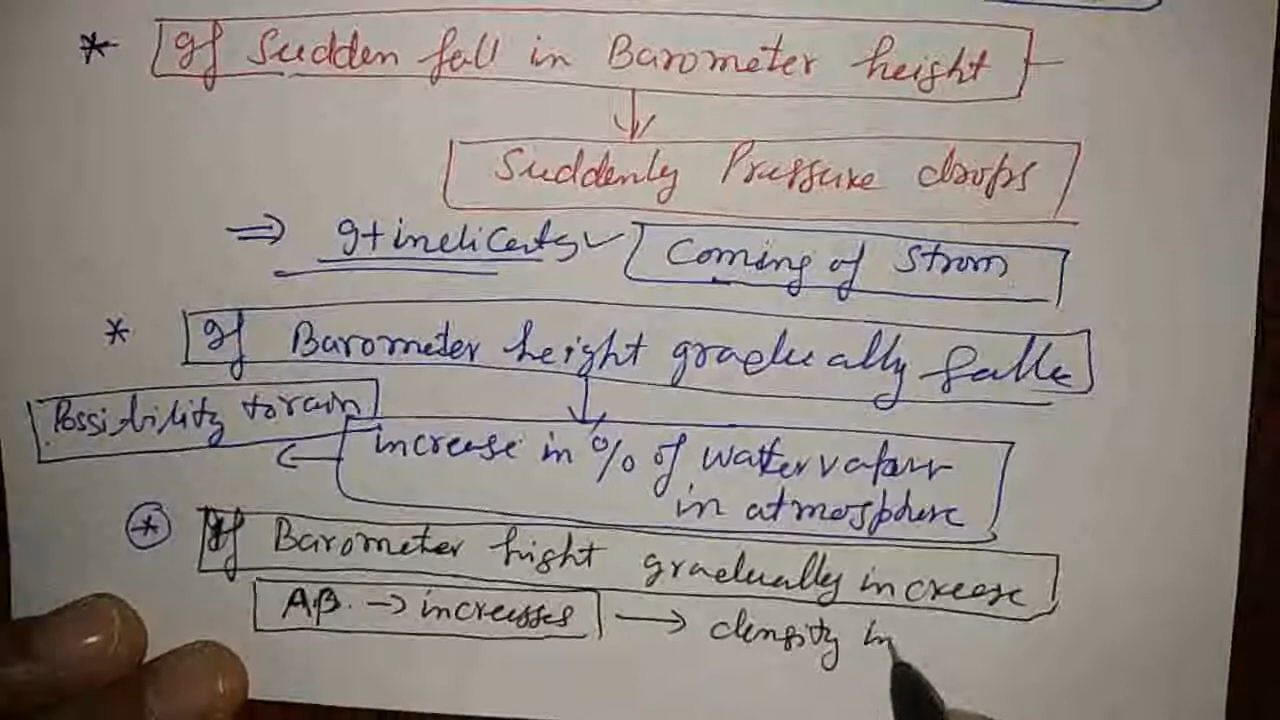 * If Sudden fall in Barometer height
Suddenly Pressure drops
⇒ It indicates Coming of Strom
* If Barometer height gradually falls
Possibility to rain
increase in % of watter vapour
in atmosphere
* If Barometer hight gradually increase
A.P. → increases → density in